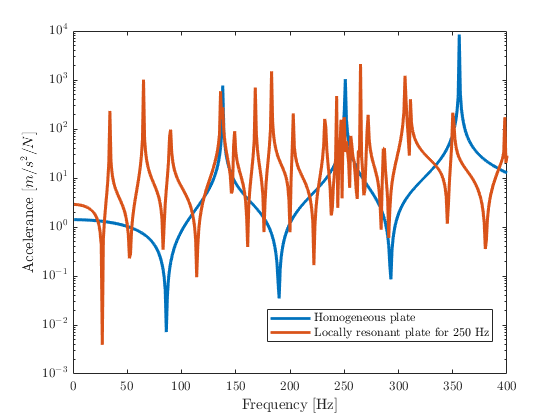 10^4
10^3
10^2
10^1
10^0
10^-1
10^-2
10^-3
Accelerance [m/s^2/N]
0 50 100 150 200 250 300 350 400
Frequency [Hz]
Homogeneous plate
Locally resonant plate for 250 Hz